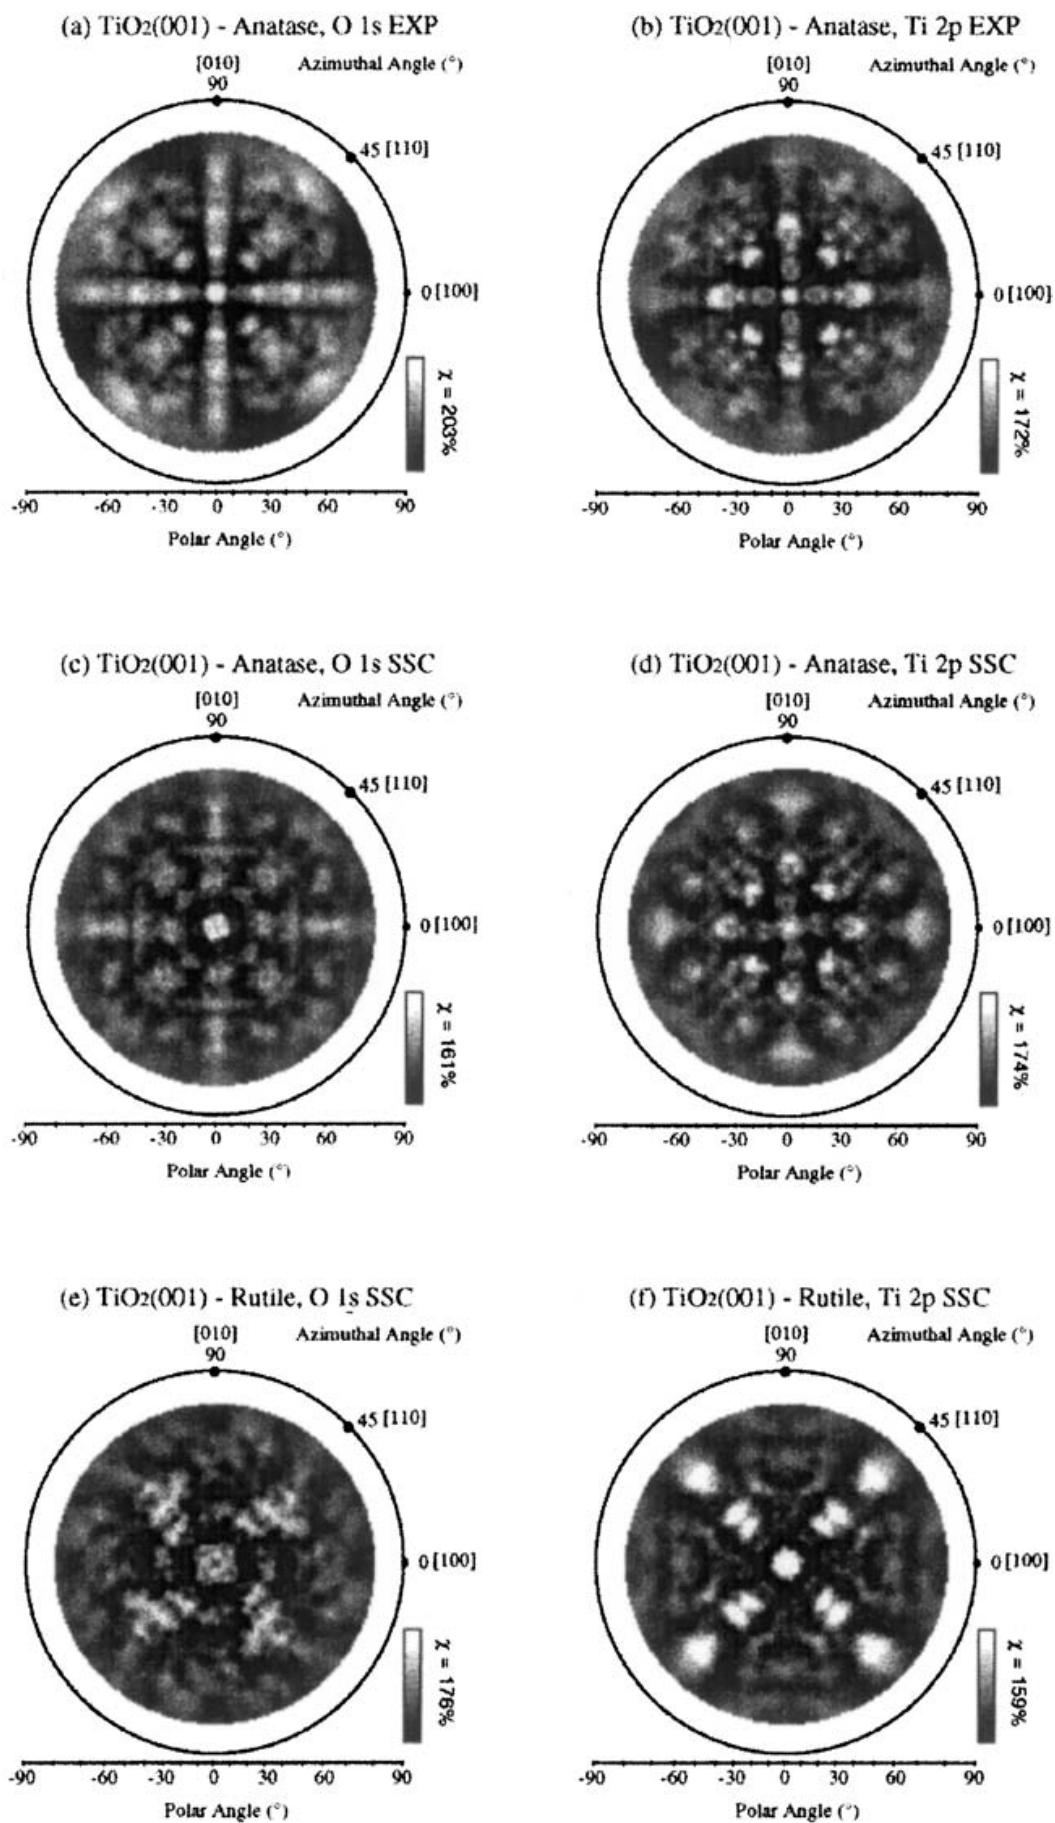 (a) TiO2(001) - Anatase, O 1s EXP
[010] Azimuthal Angle (°)
90
45 [110]
0 [100]
χ = 203%
-90 -60 -30 0 30 60 90
Polar Angle (°)
(b) TiO2(001) - Anatase, Ti 2p EXP
[010] Azimuthal Angle (°)
90
45 [110]
0 [100]
χ = 172%
-90 -60 -30 0 30 60 90
Polar Angle (°)
(c) TiO2(001) - Anatase, O 1s SSC
[010] Azimuthal Angle (°)
90
45 [110]
0 [100]
χ = 161%
-90 -60 -30 0 30 60 90
Polar Angle (°)
(d) TiO2(001) - Anatase, Ti 2p SSC
[010] Azimuthal Angle (°)
90
45 [110]
0 [100]
χ = 174%
-90 -60 -30 0 30 60 90
Polar Angle (°)
(e) TiO2(001) - Rutile, O 1s SSC
[010] Azimuthal Angle (°)
90
45 [110]
0 [100]
χ = 176%
-90 -60 -30 0 30 60 90
Polar Angle (°)
(f) TiO2(001) - Rutile, Ti 2p SSC
[010] Azimuthal Angle (°)
90
45 [110]
0 [100]
χ = 159%
-90 -60 -30 0 30 60 90
Polar Angle (°)